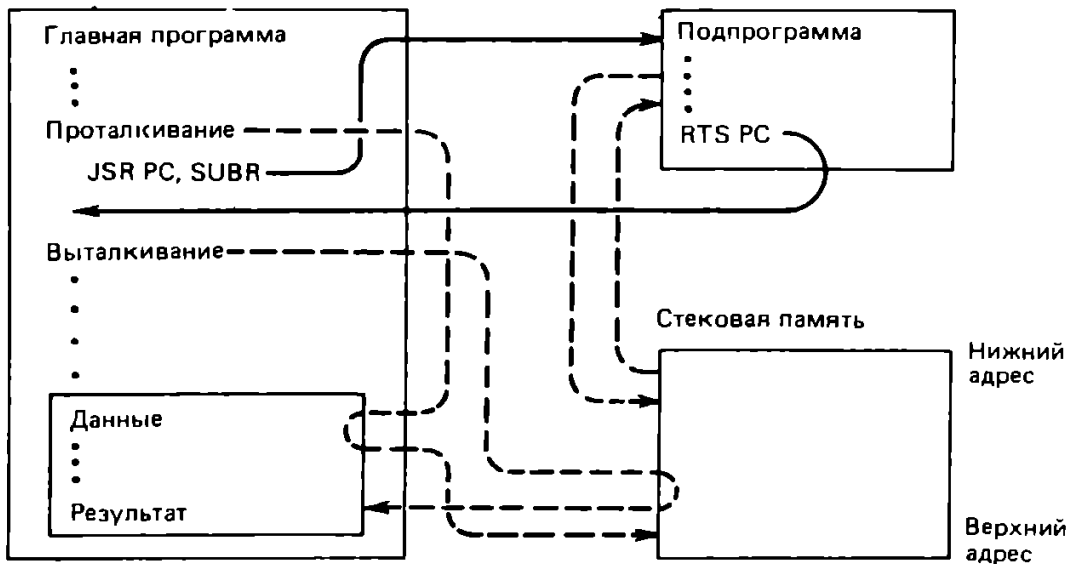 Главная программа
Проталкивание
JSR PC, SUBR
Выталкивание
Данные
Результат
Подпрограмма
RTS PC
Стековая память
Нижний
адрес
Верхний
адрес